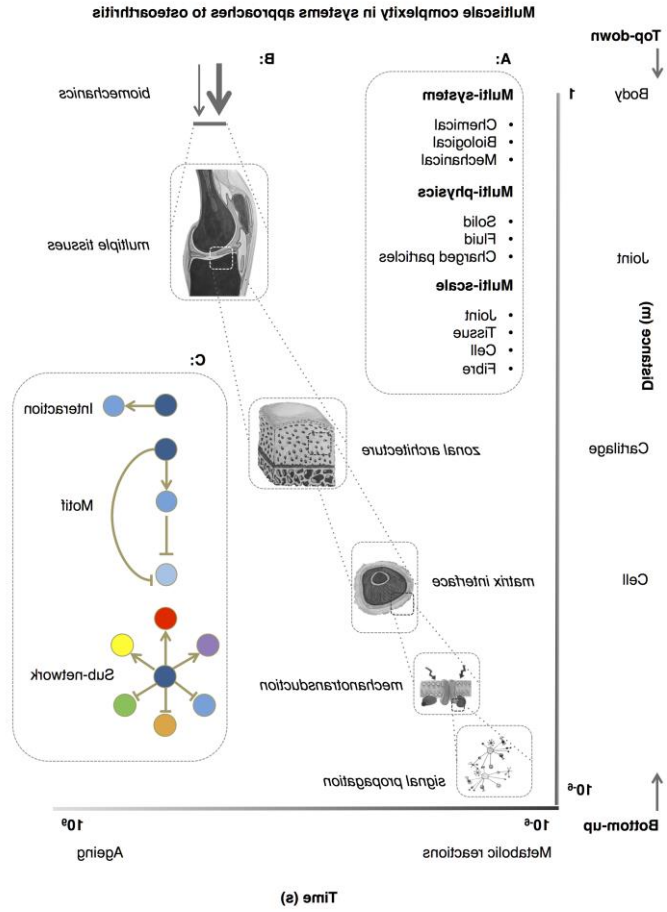 Multiscale complexity in systems approaches to osteoarthritis
Top-down
Body
Joint
Cartilage
Cell
Bottom-up
Distance (m)
1
10⁻⁶
A:
Multi-system
• Chemical
• Biological
• Mechanical
Multi-physics
• Solid
• Fluid
• Charged particles
Multi-scale
• Joint
• Tissue
• Cell
• Fibre
B:
biomechanics
multiple tissues
zonal architecture
matrix interface
mechanotransduction
signal propagation
C:
Interaction
Motif
Sub-network
10⁻⁶
10⁹
Metabolic reactions
Ageing
Time (s)